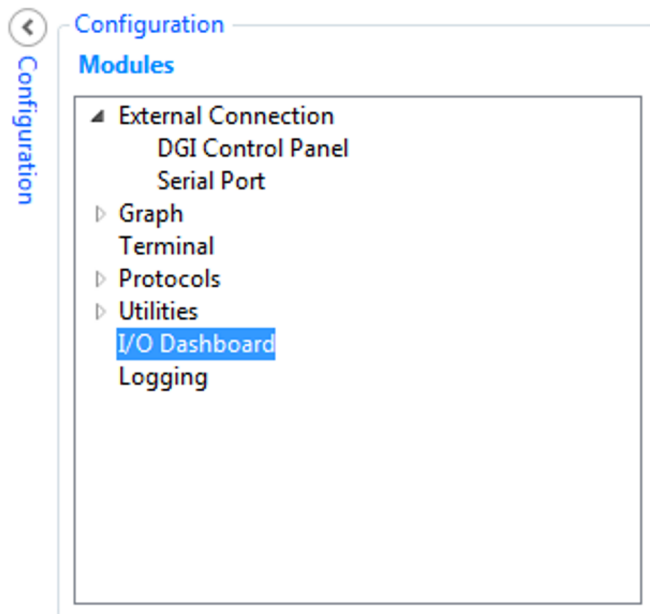 Configuration
Configuration
Modules
External Connection
DGI Control Panel
Serial Port
Graph
Terminal
Protocols
Utilities
I/O Dashboard
Logging